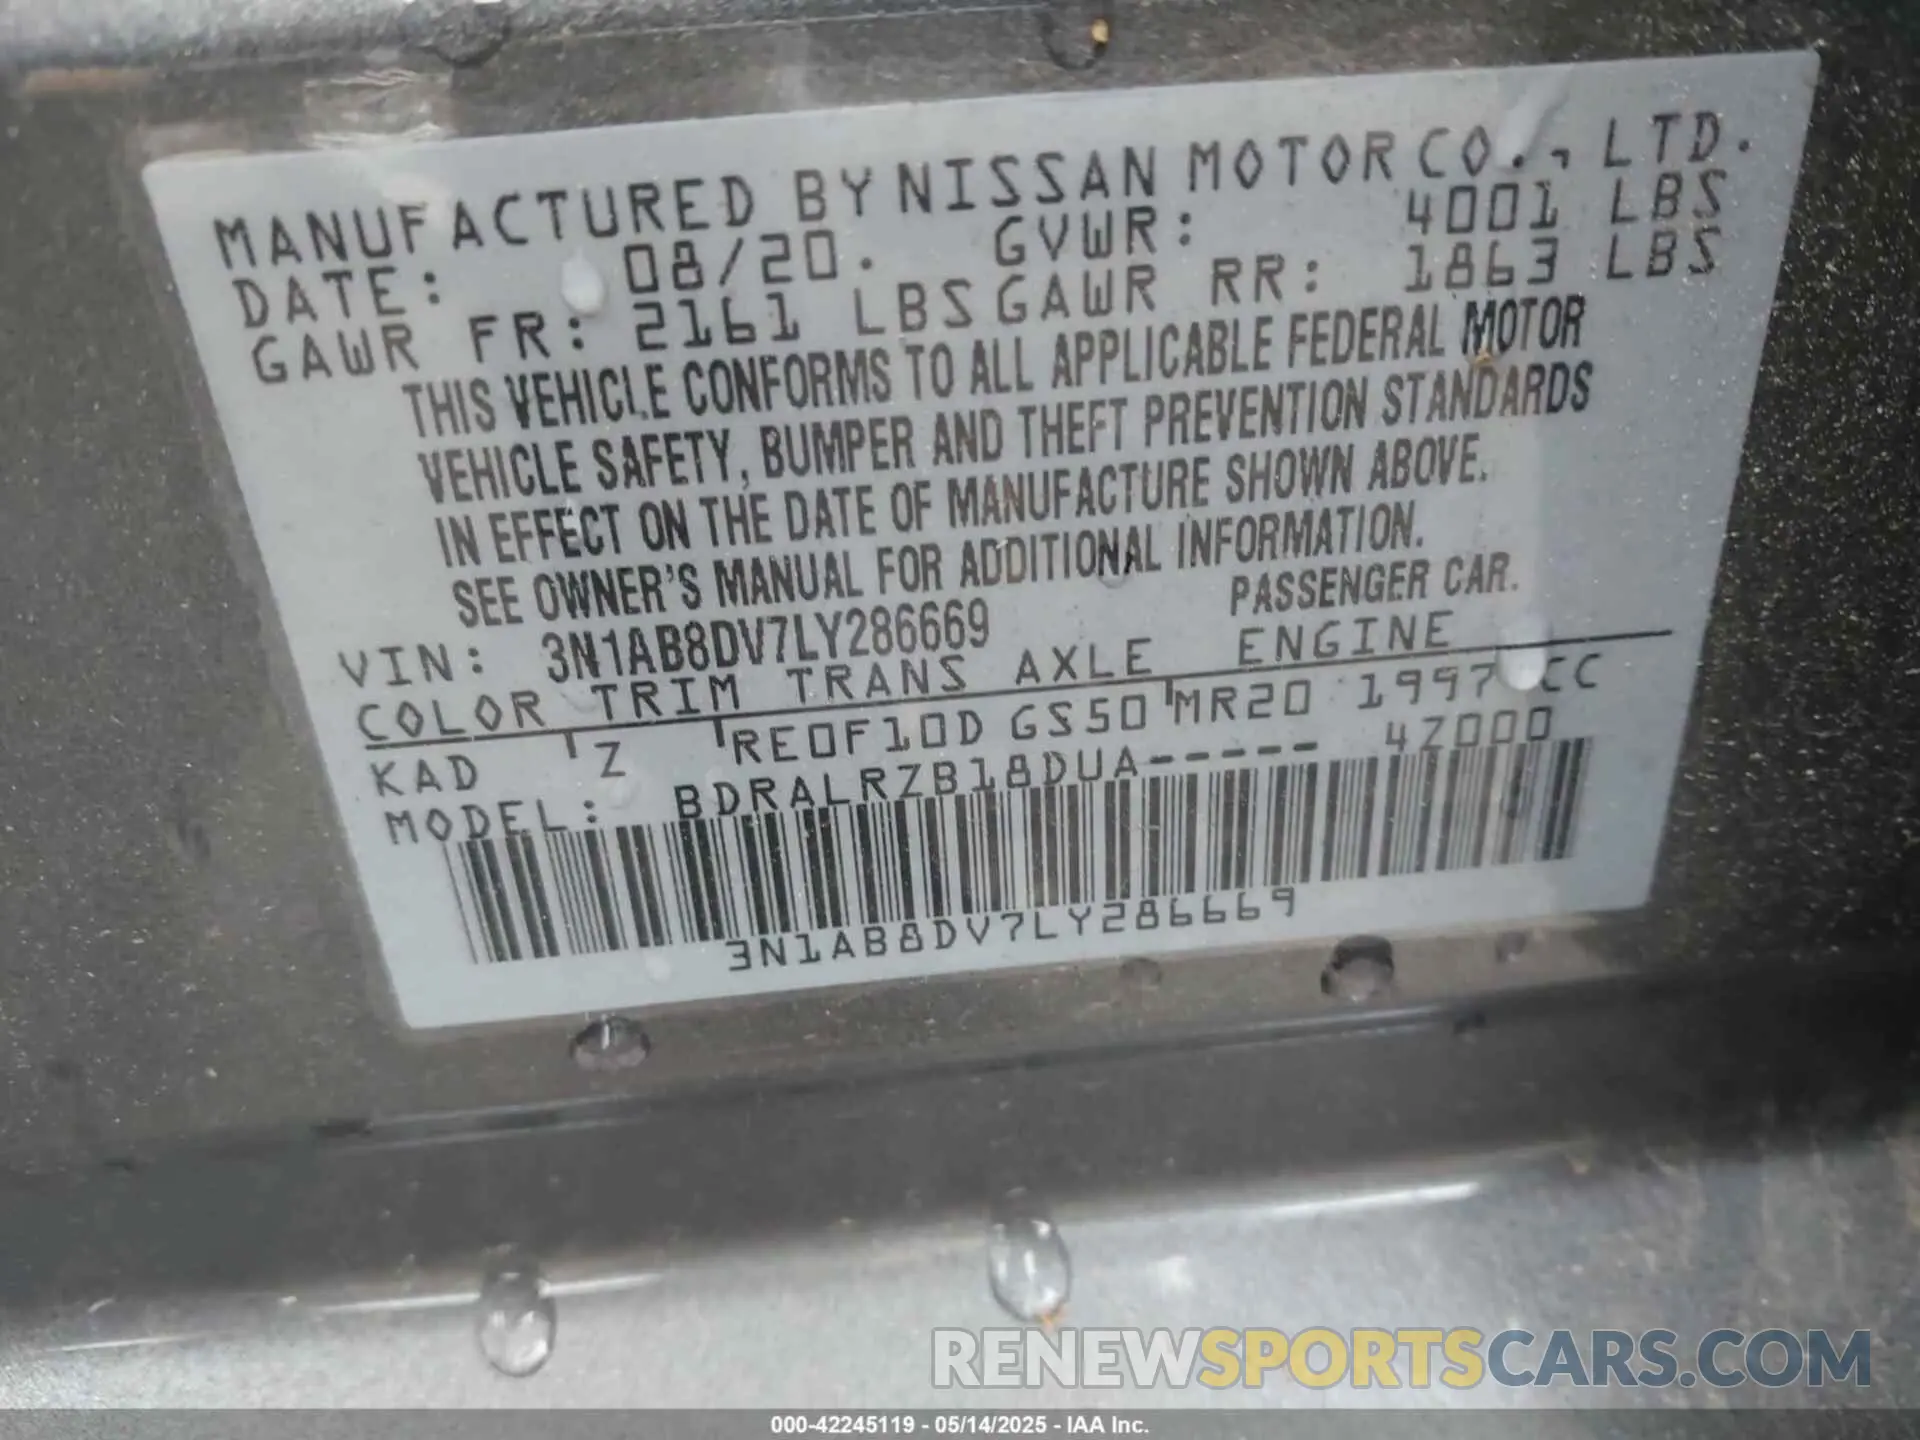 MANUFACTURED BY NISSAN MOTOR CO., LTD.
DATE: 08/20. GVWR: 4001 LBS
GAWR FR: 2161 LBS GAWR RR: 1863 LBS
THIS VEHICLE CONFORMS TO ALL APPLICABLE FEDERAL MOTOR
VEHICLE SAFETY, BUMPER AND THEFT PREVENTION STANDARDS
IN EFFECT ON THE DATE OF MANUFACTURE SHOWN ABOVE.
SEE OWNER'S MANUAL FOR ADDITIONAL INFORMATION.
VIN: 3N1AB8DV7LY286669 PASSENGER CAR.
COLOR TRIM TRANS AXLE ENGINE
KAD Z RE0F10D GS50 MR20 1997 CC
MODEL: BDRALRZB18DUA----- 4Z000
3N1AB8DV7LY286669
RENEWSPORTSCARS.COM
000-42245119 - 05/14/2025 - IAA Inc.